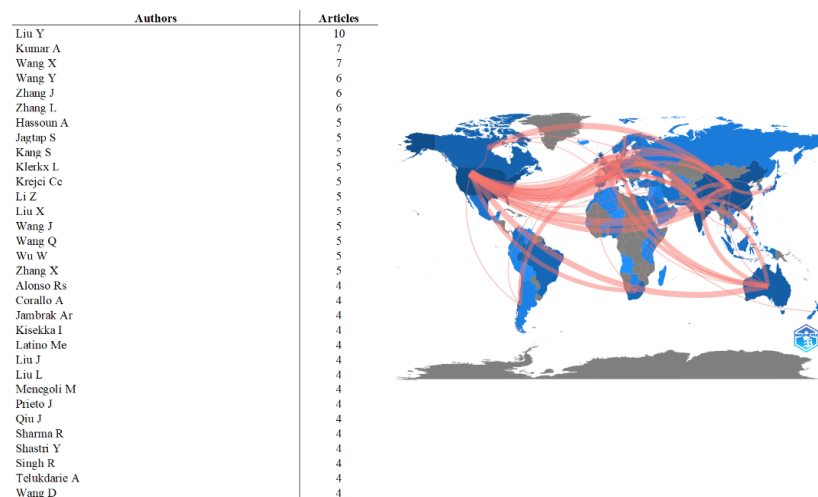 Authors Articles
Liu Y 10
Kumar A 7
Wang X 7
Wang Y 6
Zhang J 6
Zhang L 6
Hassoun A 5
Jagtap S 5
Kang S 5
Klerkx L 5
Krejci Cc 5
Li Z 5
Liu X 5
Wang J 5
Wang Q 5
Wu W 5
Zhang X 5
Alonso Rs 4
Corallo A 4
Jambrak Ar 4
Kisekka I 4
Latino Me 4
Liu J 4
Liu L 4
Menegoli M 4
Prieto J 4
Qiu J 4
Sharma R 4
Shastri Y 4
Singh R 4
Telukdarie A 4
Wang D 4